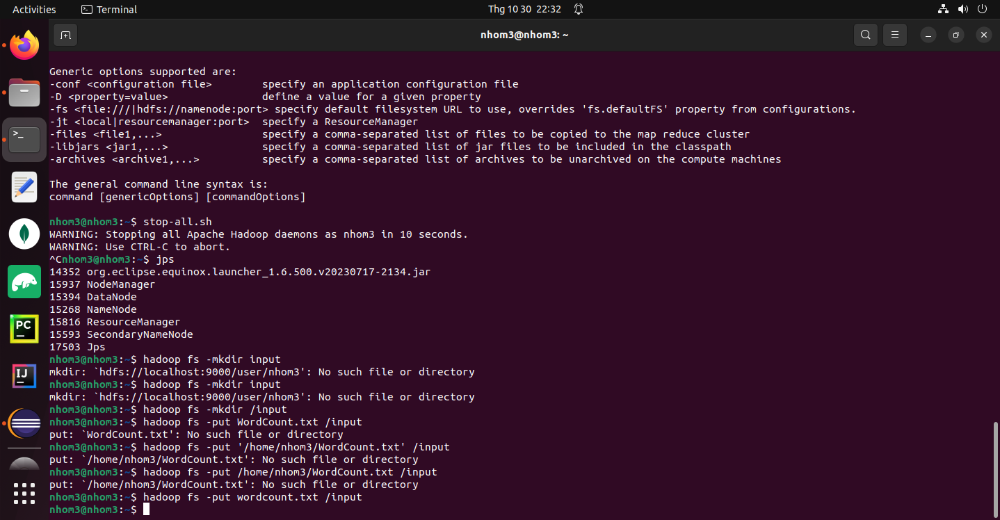 Activities
Terminal
Thg 10 30 22:32
nhom3@nhom3: ~
Generic options supported are:
-conf <configuration file>        specify an application configuration file
-D <property=value>               define a value for a given property
-fs <file:///|hdfs://namenode:port> specify default filesystem URL to use, overrides 'fs.defaultFS' property from configurations.
-jt <local|resourcemanager:port>  specify a ResourceManager
-files <file1,...>                specify a comma-separated list of files to be copied to the map reduce cluster
-libjars <jar1,...>               specify a comma-separated list of jar files to be included in the classpath
-archives <archive1,...>          specify a comma-separated list of archives to be unarchived on the compute machines
The general command line syntax is:
command [genericOptions] [commandOptions]
nhom3@nhom3:~$ stop-all.sh
WARNING: Stopping all Apache Hadoop daemons as nhom3 in 10 seconds.
WARNING: Use CTRL-C to abort.
^Cnhom3@nhom3:~$ jps
14352 org.eclipse.equinox.launcher_1.6.500.v20230717-2134.jar
15937 NodeManager
15394 DataNode
15268 NameNode
15816 ResourceManager
15593 SecondaryNameNode
17503 Jps
nhom3@nhom3:~$ hadoop fs -mkdir input
mkdir: `hdfs://localhost:9000/user/nhom3': No such file or directory
nhom3@nhom3:~$ hadoop fs -mkdir input
mkdir: `hdfs://localhost:9000/user/nhom3': No such file or directory
nhom3@nhom3:~$ hadoop fs -mkdir /input
nhom3@nhom3:~$ hadoop fs -put WordCount.txt /input
put: `WordCount.txt': No such file or directory
nhom3@nhom3:~$ hadoop fs -put '/home/nhom3/WordCount.txt' /input
put: `/home/nhom3/WordCount.txt': No such file or directory
nhom3@nhom3:~$ hadoop fs -put /home/nhom3/WordCount.txt /input
put: `/home/nhom3/WordCount.txt': No such file or directory
nhom3@nhom3:~$ hadoop fs -put wordcount.txt /input
nhom3@nhom3:~$
>_
PC
IJ